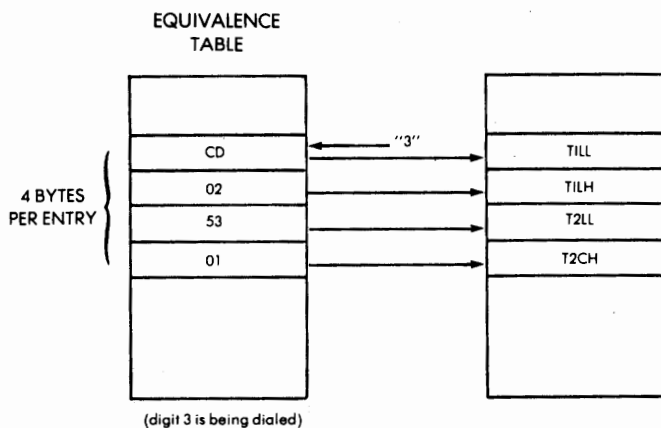 EQUIVALENCE
TABLE
"3"
CD
TILL
4 BYTES
PER ENTRY
02
TILH
53
T2LL
01
T2CH
(digit 3 is being dialed)